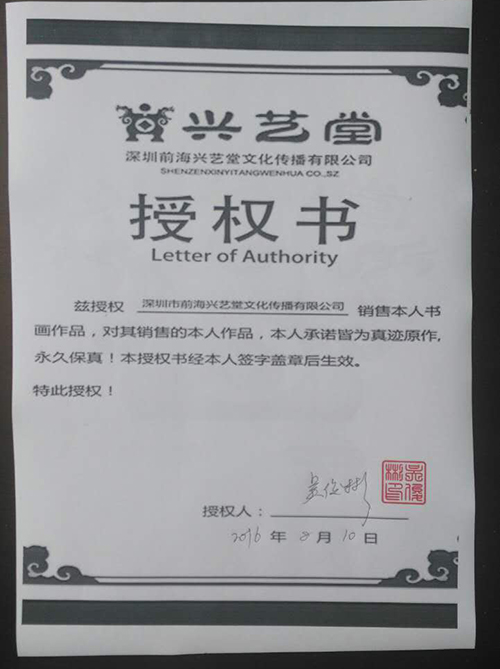 兴艺堂
深圳前海兴艺堂文化传播有限公司
SHENZENXINYITANGWENHUA CO.,SZ
授权书
Letter of Authority
兹授权 深圳市前海兴艺堂文化传播有限公司 销售本人书
画作品，对其销售的本人作品，本人承诺皆为真迹原作,
永久保真！本授权书经本人签字盖章后生效。
特此授权！
授权人：
2016 年 8 月 10 日